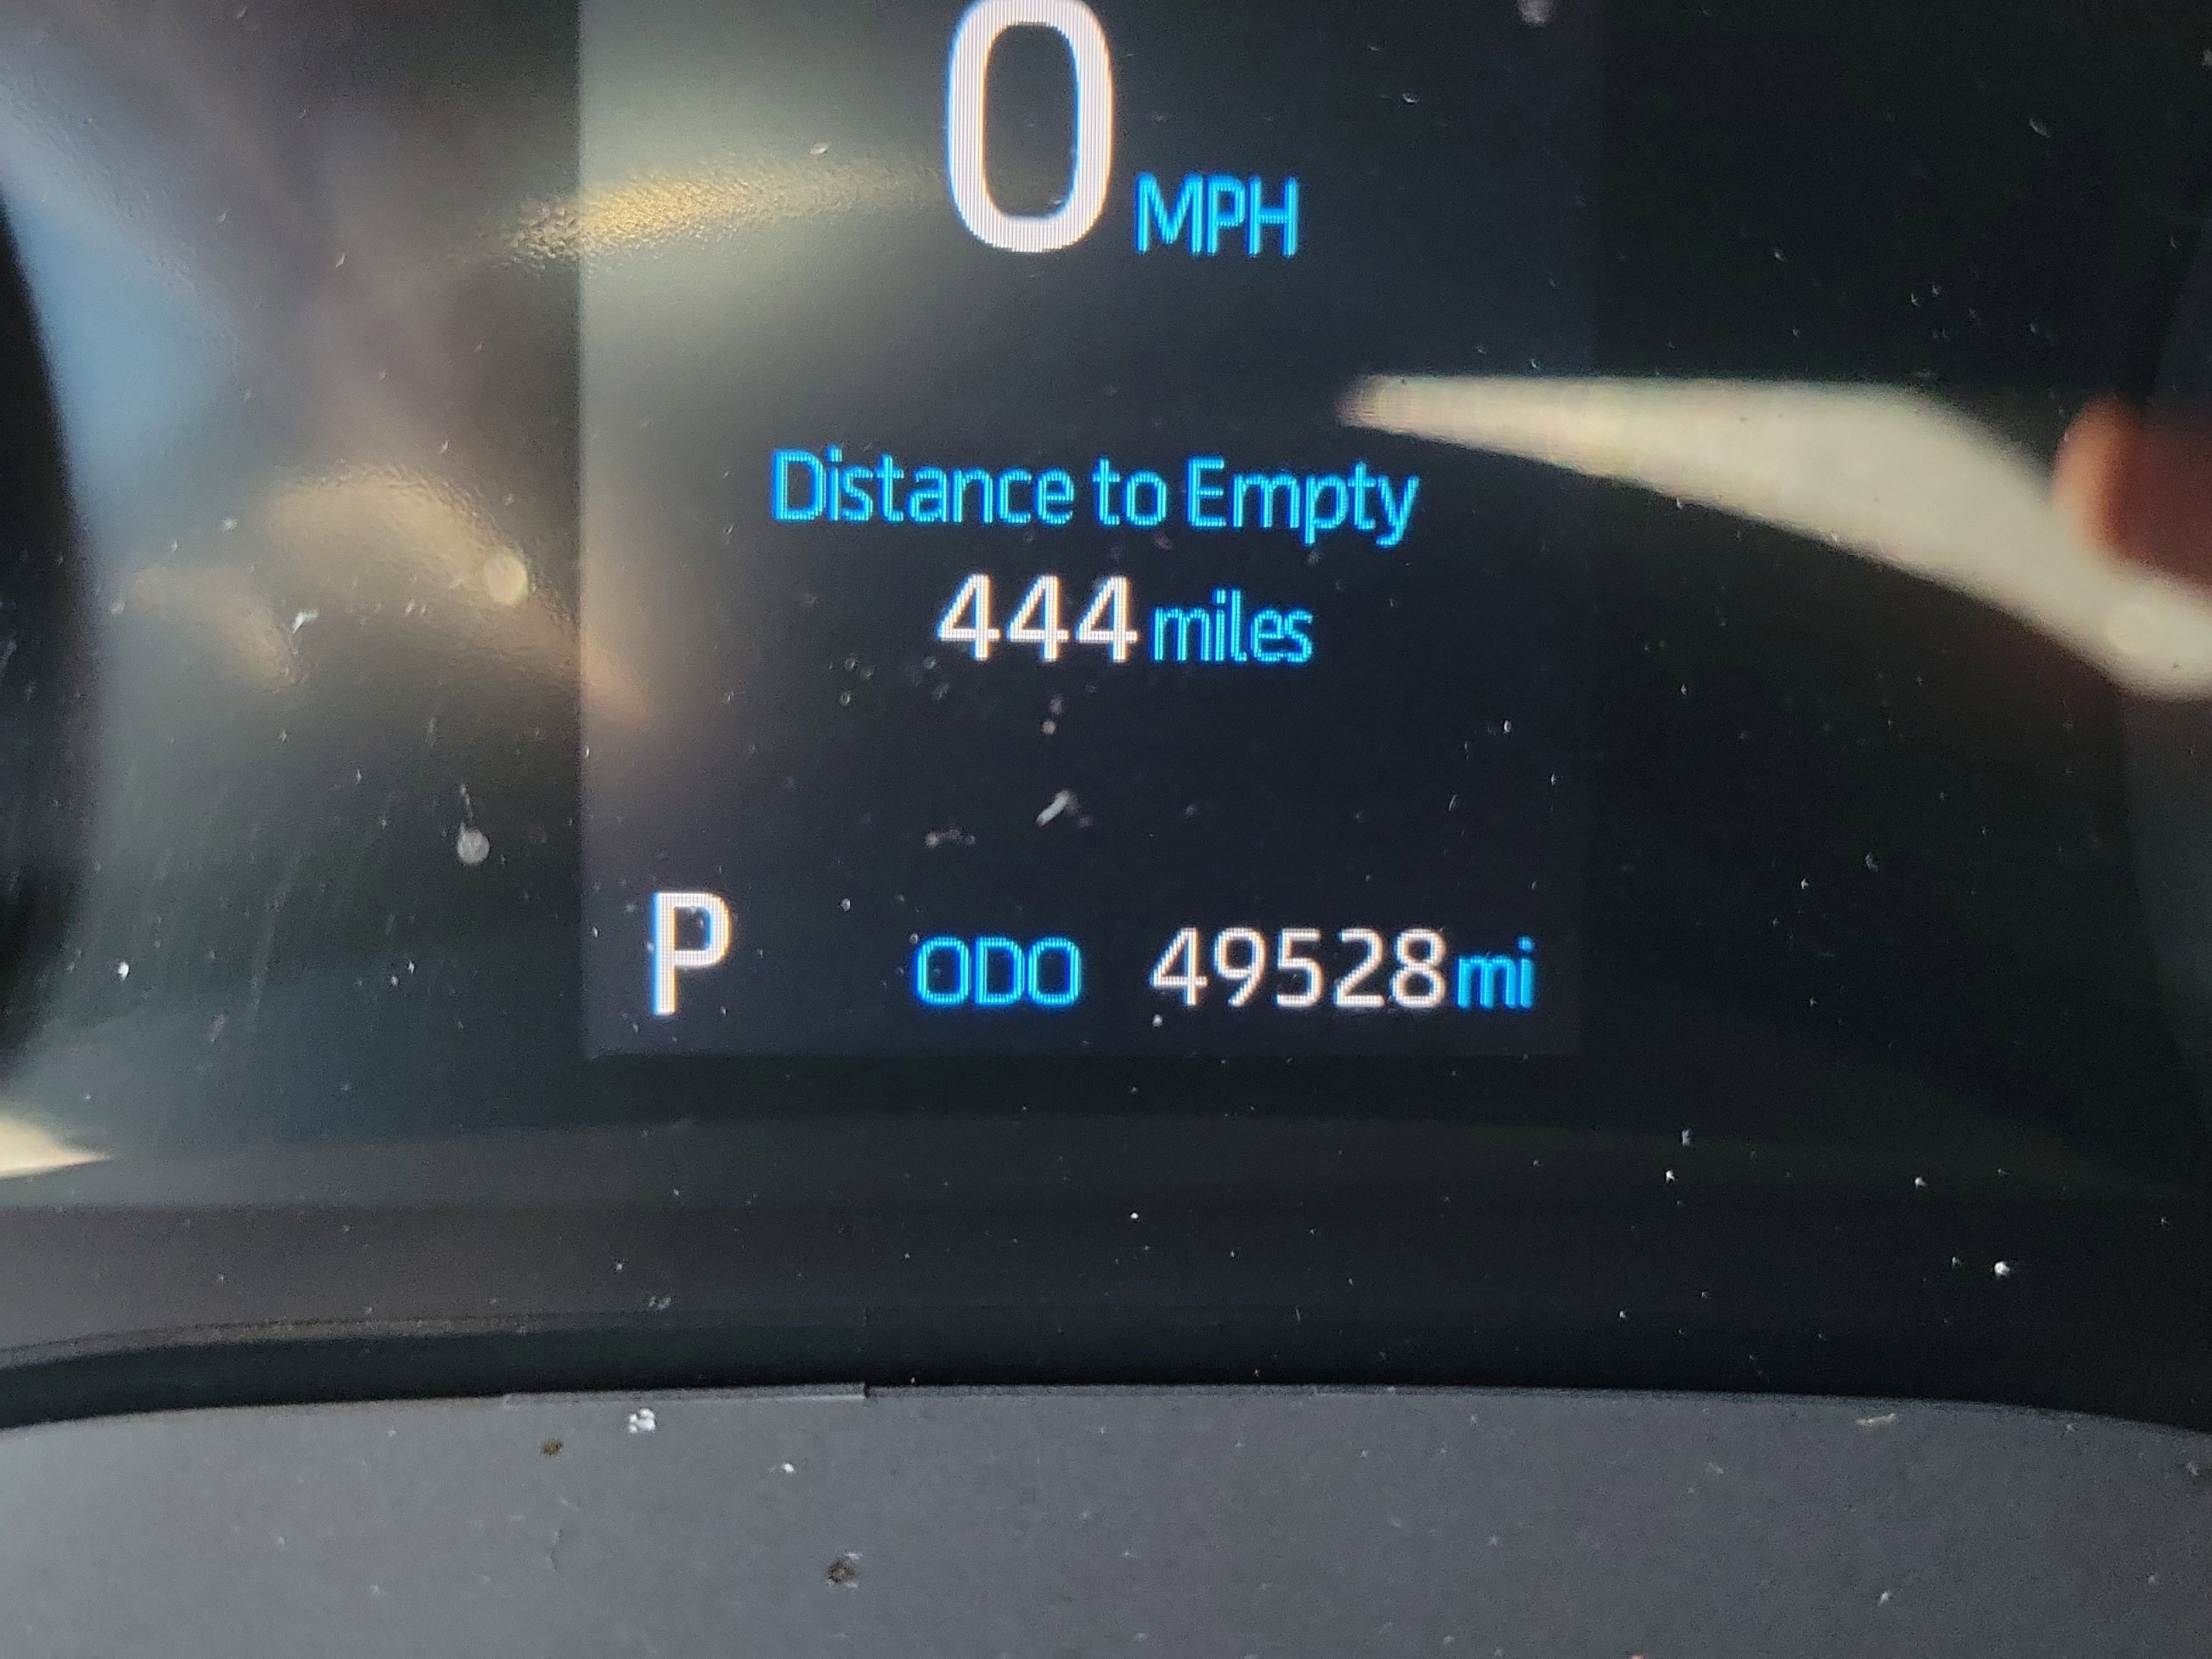 0 MPH
Distance to Empty
444 miles
P ODO 49528 mi